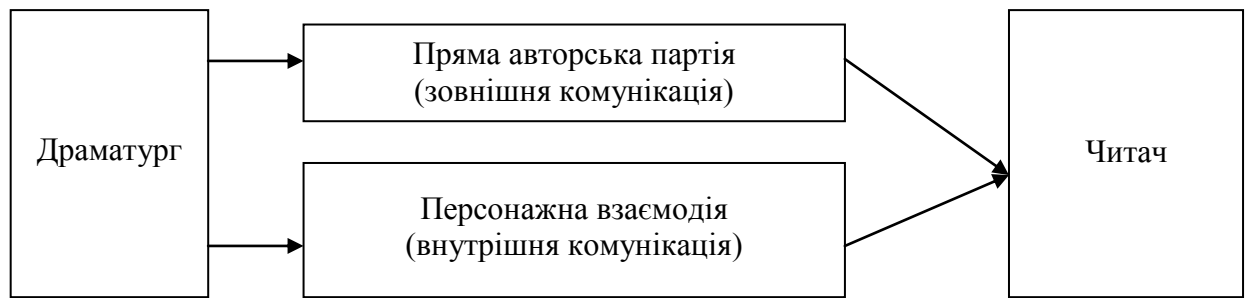 Драматург
Пряма авторська партія
(зовнішня комунікація)
Персонажна взаємодія
(внутрішня комунікація)
Читач